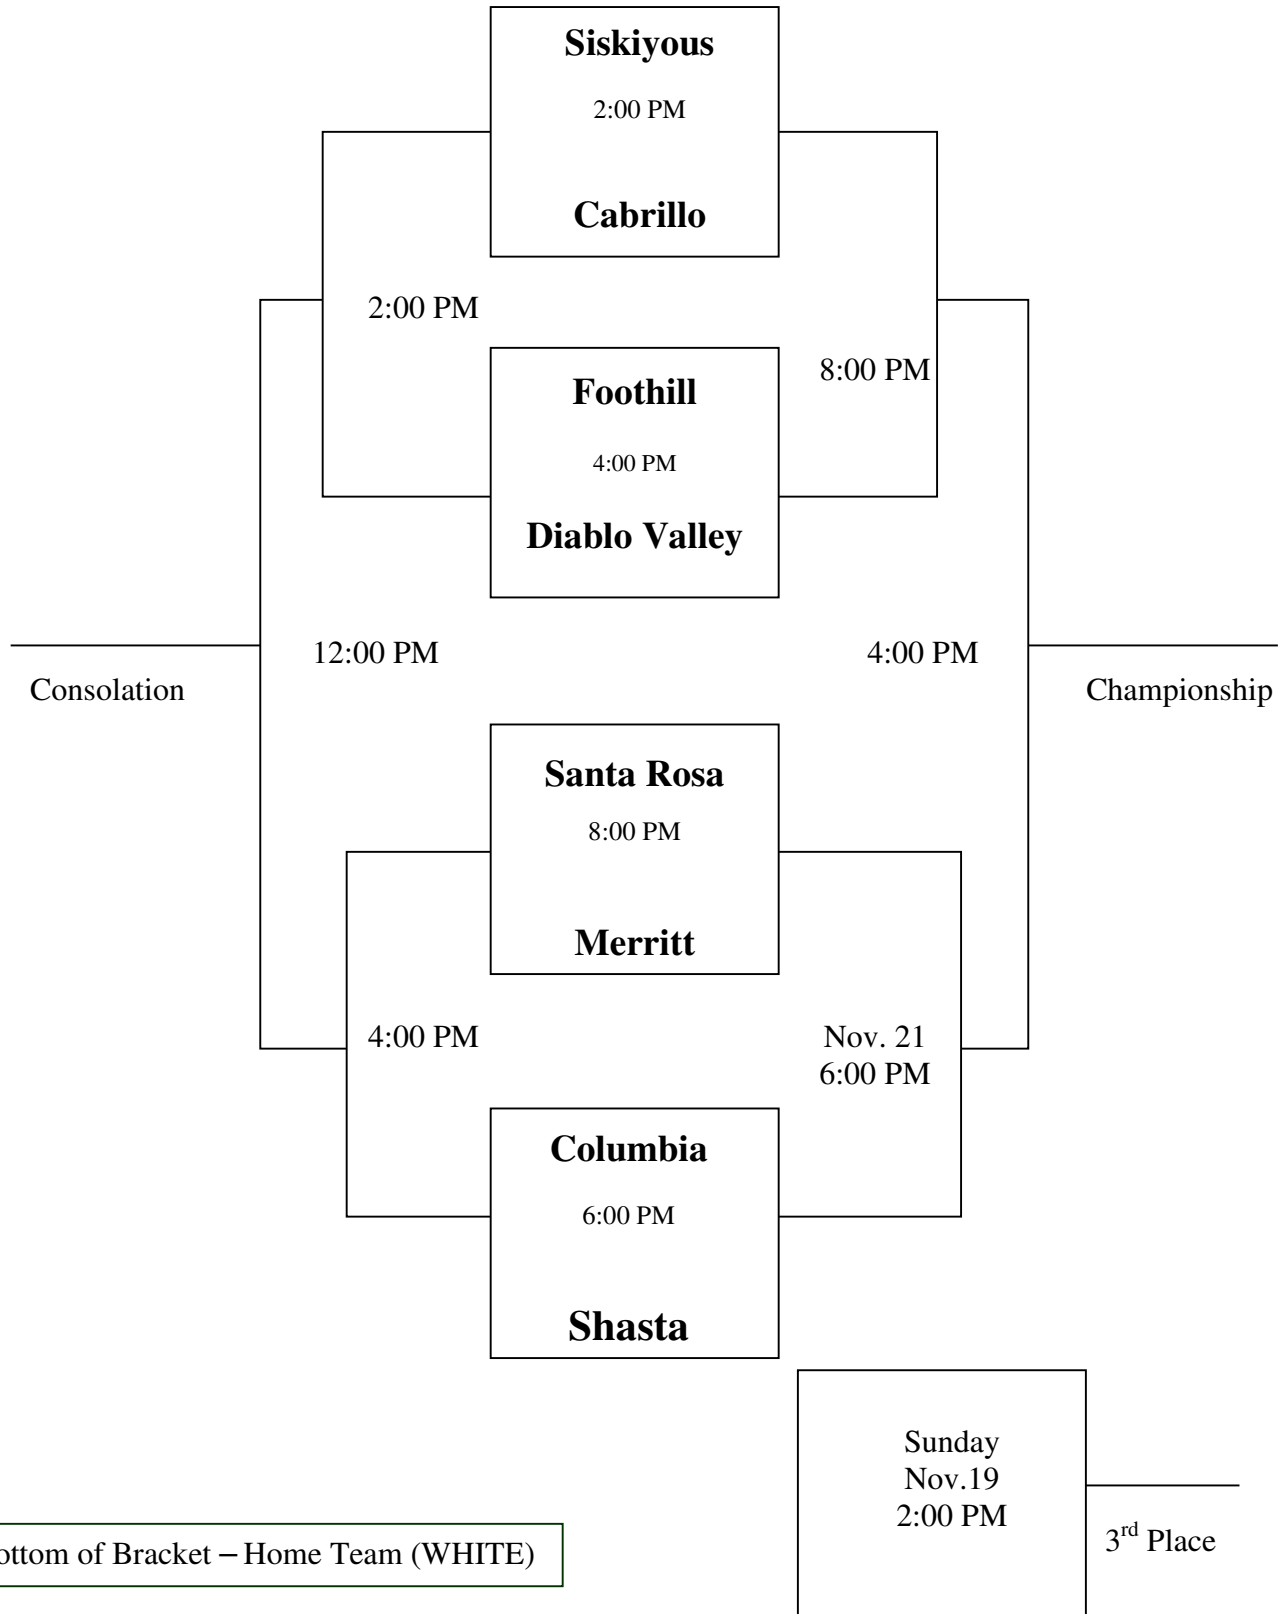 Siskiyous
2:00 PM
Cabrillo
2:00 PM
8:00 PM
Foothill
4:00 PM
Diablo Valley
12:00 PM
4:00 PM
Consolation
Championship
Santa Rosa
8:00 PM
Merritt
4:00 PM
Nov. 21
6:00 PM
Columbia
6:00 PM
Shasta
Sunday
Nov.19
2:00 PM
3rd Place
ottom of Bracket – Home Team (WHITE)